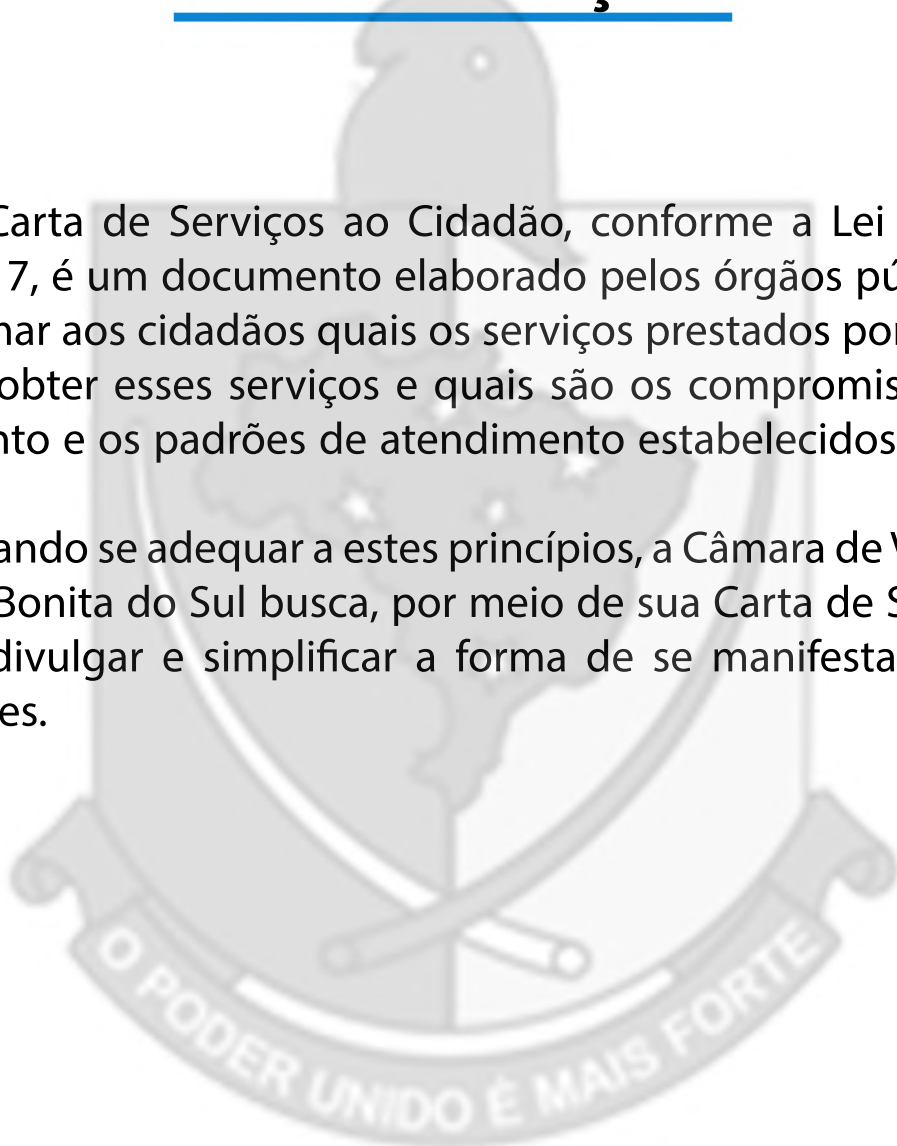 Carta de Serviços ao Cidadão, conforme a Lei
7, é um documento elaborado pelos órgãos pú
nar aos cidadãos quais os serviços prestados por
obter esses serviços e quais são os compromis
nto e os padrões de atendimento estabelecidos
ando se adequar a estes princípios, a Câmara de V
Bonita do Sul busca, por meio de sua Carta de S
divulgar e simplificar a forma de se manifesta
es.
O PODER UNIDO É MAIS FORTE